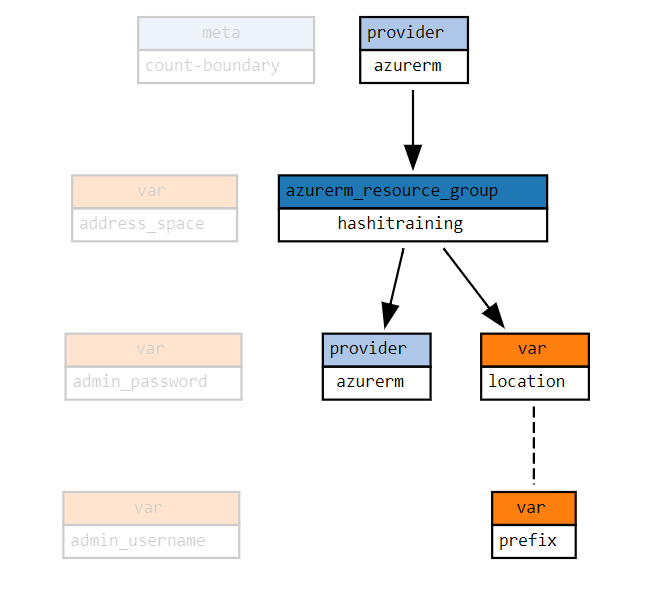 meta
count-boundary
provider
azurerm
var
address_space
azurerm_resource_group
hashitraining
var
admin_password
provider
azurerm
var
location
var
admin_username
var
prefix